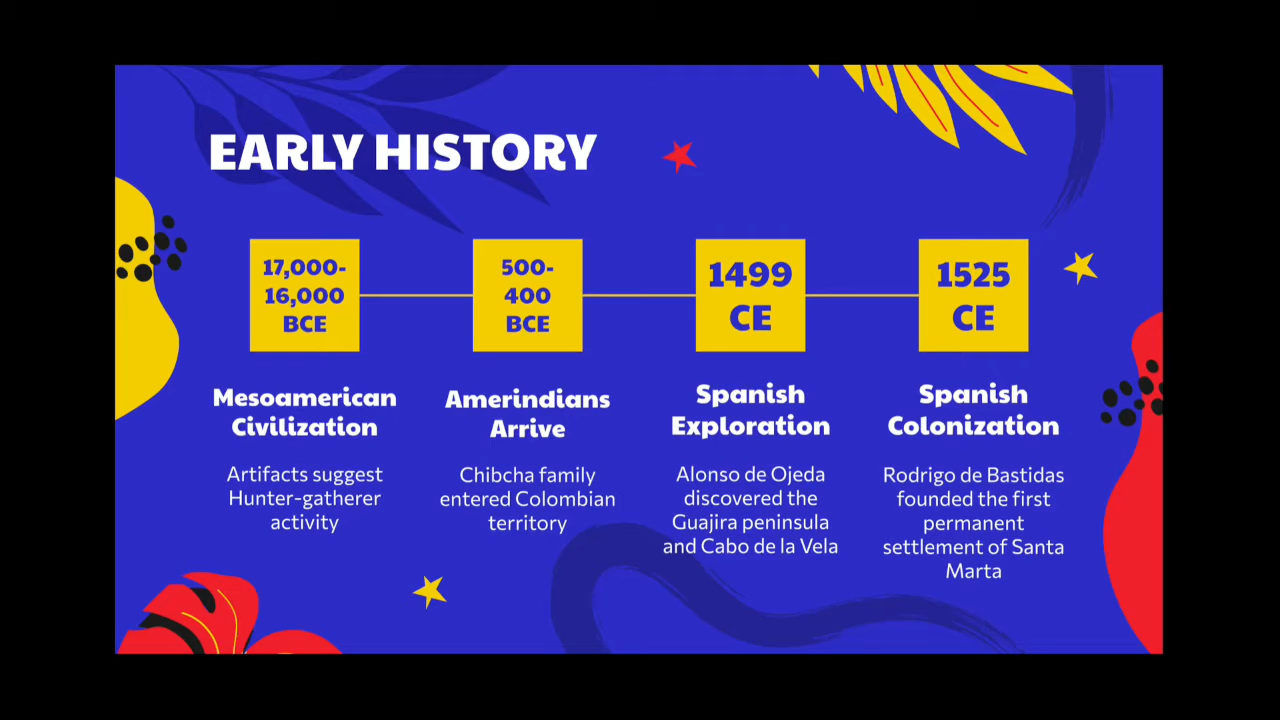 EARLY HISTORY
17,000-
16,000
BCE
Mesoamerican
Civilization
Artifacts suggest
Hunter-gatherer
activity
500-
400
BCE
Amerindians
Arrive
Chibcha family
entered Colombian
territory
1499
CE
Spanish
Exploration
Alonso de Ojeda
discovered the
Guajira peninsula
and Cabo de la Vela
1525
CE
Spanish
Colonization
Rodrigo de Bastidas
founded the first
permanent
settlement of Santa
Marta